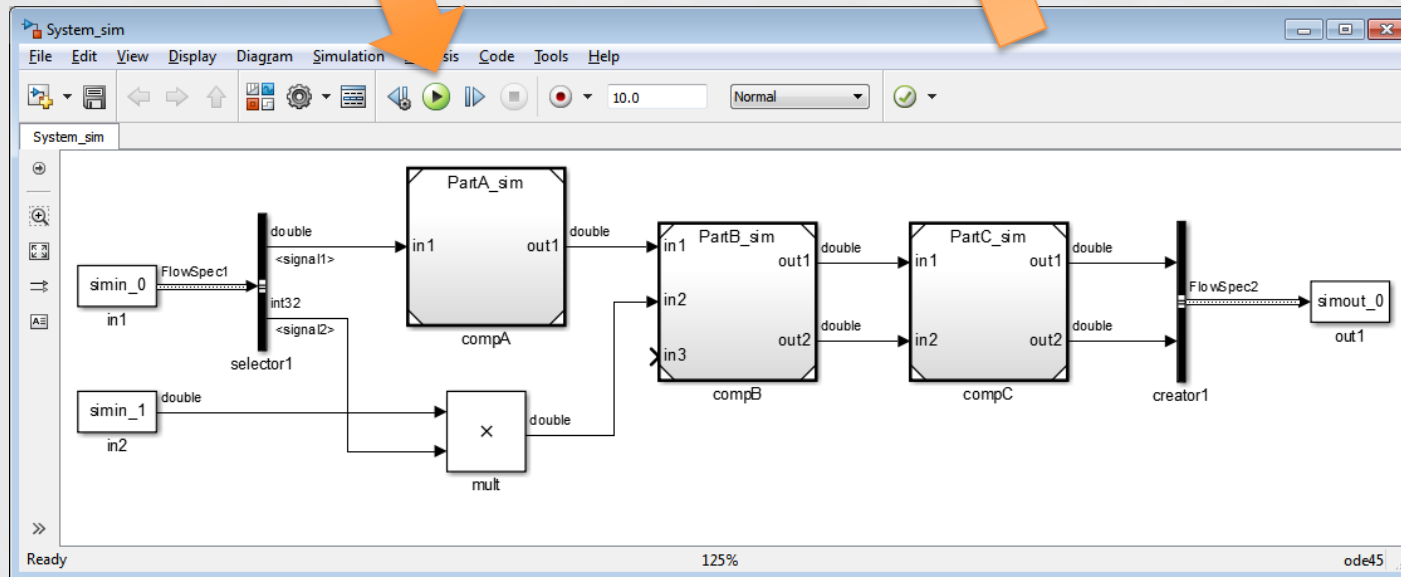 System_sim
File Edit View Display Diagram Simulation sis Code Tools Help
10.0 Normal
System_sim
PartA_sim
in1 out1
compA
double
<signal1>
double
FlowSpec1
simin_0
in1
int32
<signal2>
selector1
PartB_sim
in1 out1
in2
in3 out2
compB
double
double
PartC_sim
in1 out1
in2 out2
compC
double
double
FlowSpec2
simout_0
out1
creator1
simin_1
in2
double
×
mult
double
Ready 125% ode45